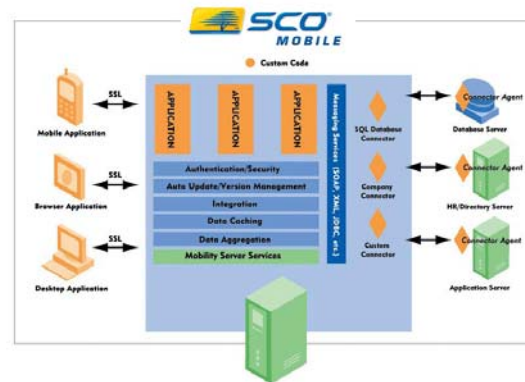 SCO
MOBILE
Custom Code
SSL
Mobile Application
SSL
Browser Application
SSL
Desktop Application
APPLICATION
APPLICATION
APPLICATION
Authentication/Security
Auto Update/Version Management
Integration
Data Caching
Data Aggregation
Mobility Server Services
Messaging Services (SOAP, XML, JDBC, etc.)
SQL Database
Connector
Company
Connector
Custom
Connector
Connector Agent
Database Server
Connector Agent
HR/Directory Server
Connector Agent
Application Server